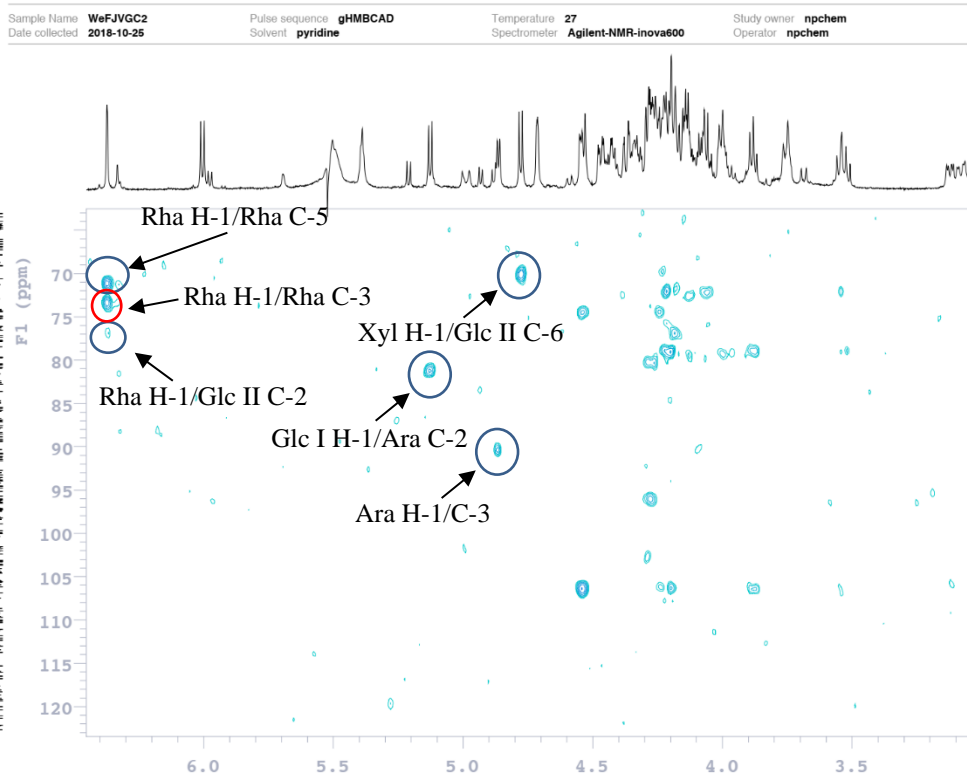 Sample Name WeFJVGC2 Pulse sequence gHMBCAD Temperature 27 Study owner npchem
Date collected 2018-10-25 Solvent pyridine Spectrometer Agilent-NMR-inova600 Operator npchem
Rha H-1/Rha C-5
Rha H-1/Rha C-3
Xyl H-1/Glc II C-6
Rha H-1/Glc II C-2
Glc I H-1/Ara C-2
Ara H-1/C-3
F1 (ppm)
70
75
80
85
90
95
100
105
110
115
120
6.0 5.5 5.0 4.5 4.0 3.5